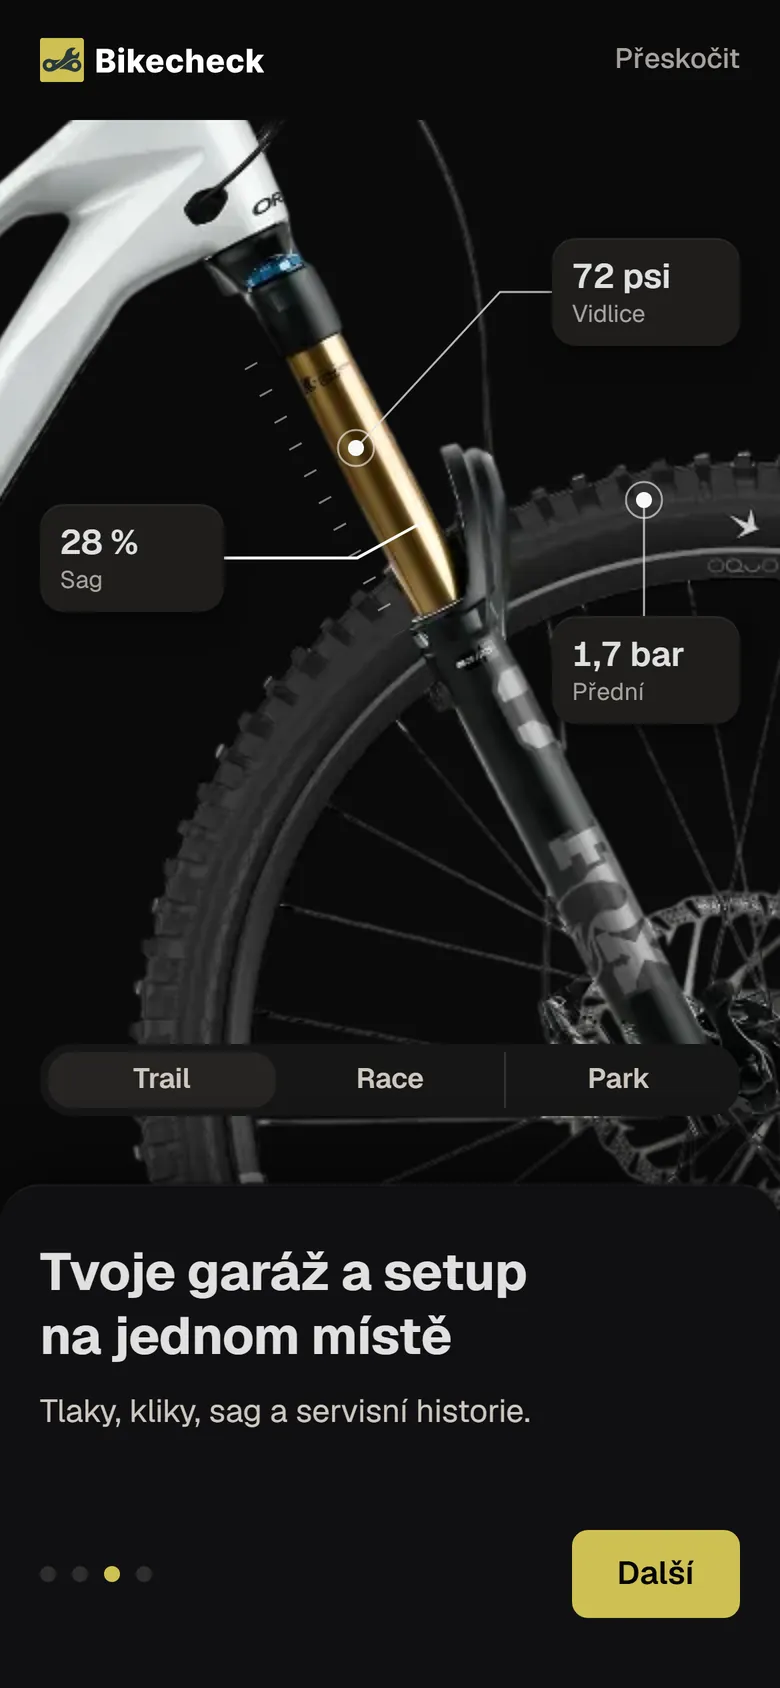 Bikecheck
Přeskočit
72 psi
Vidlice
28 %
Sag
1,7 bar
Přední
FOX
Trail
Race
Park
Tvoje garáž a setup
na jednom místě
Tlaky, kliky, sag a servisní historie.
Další